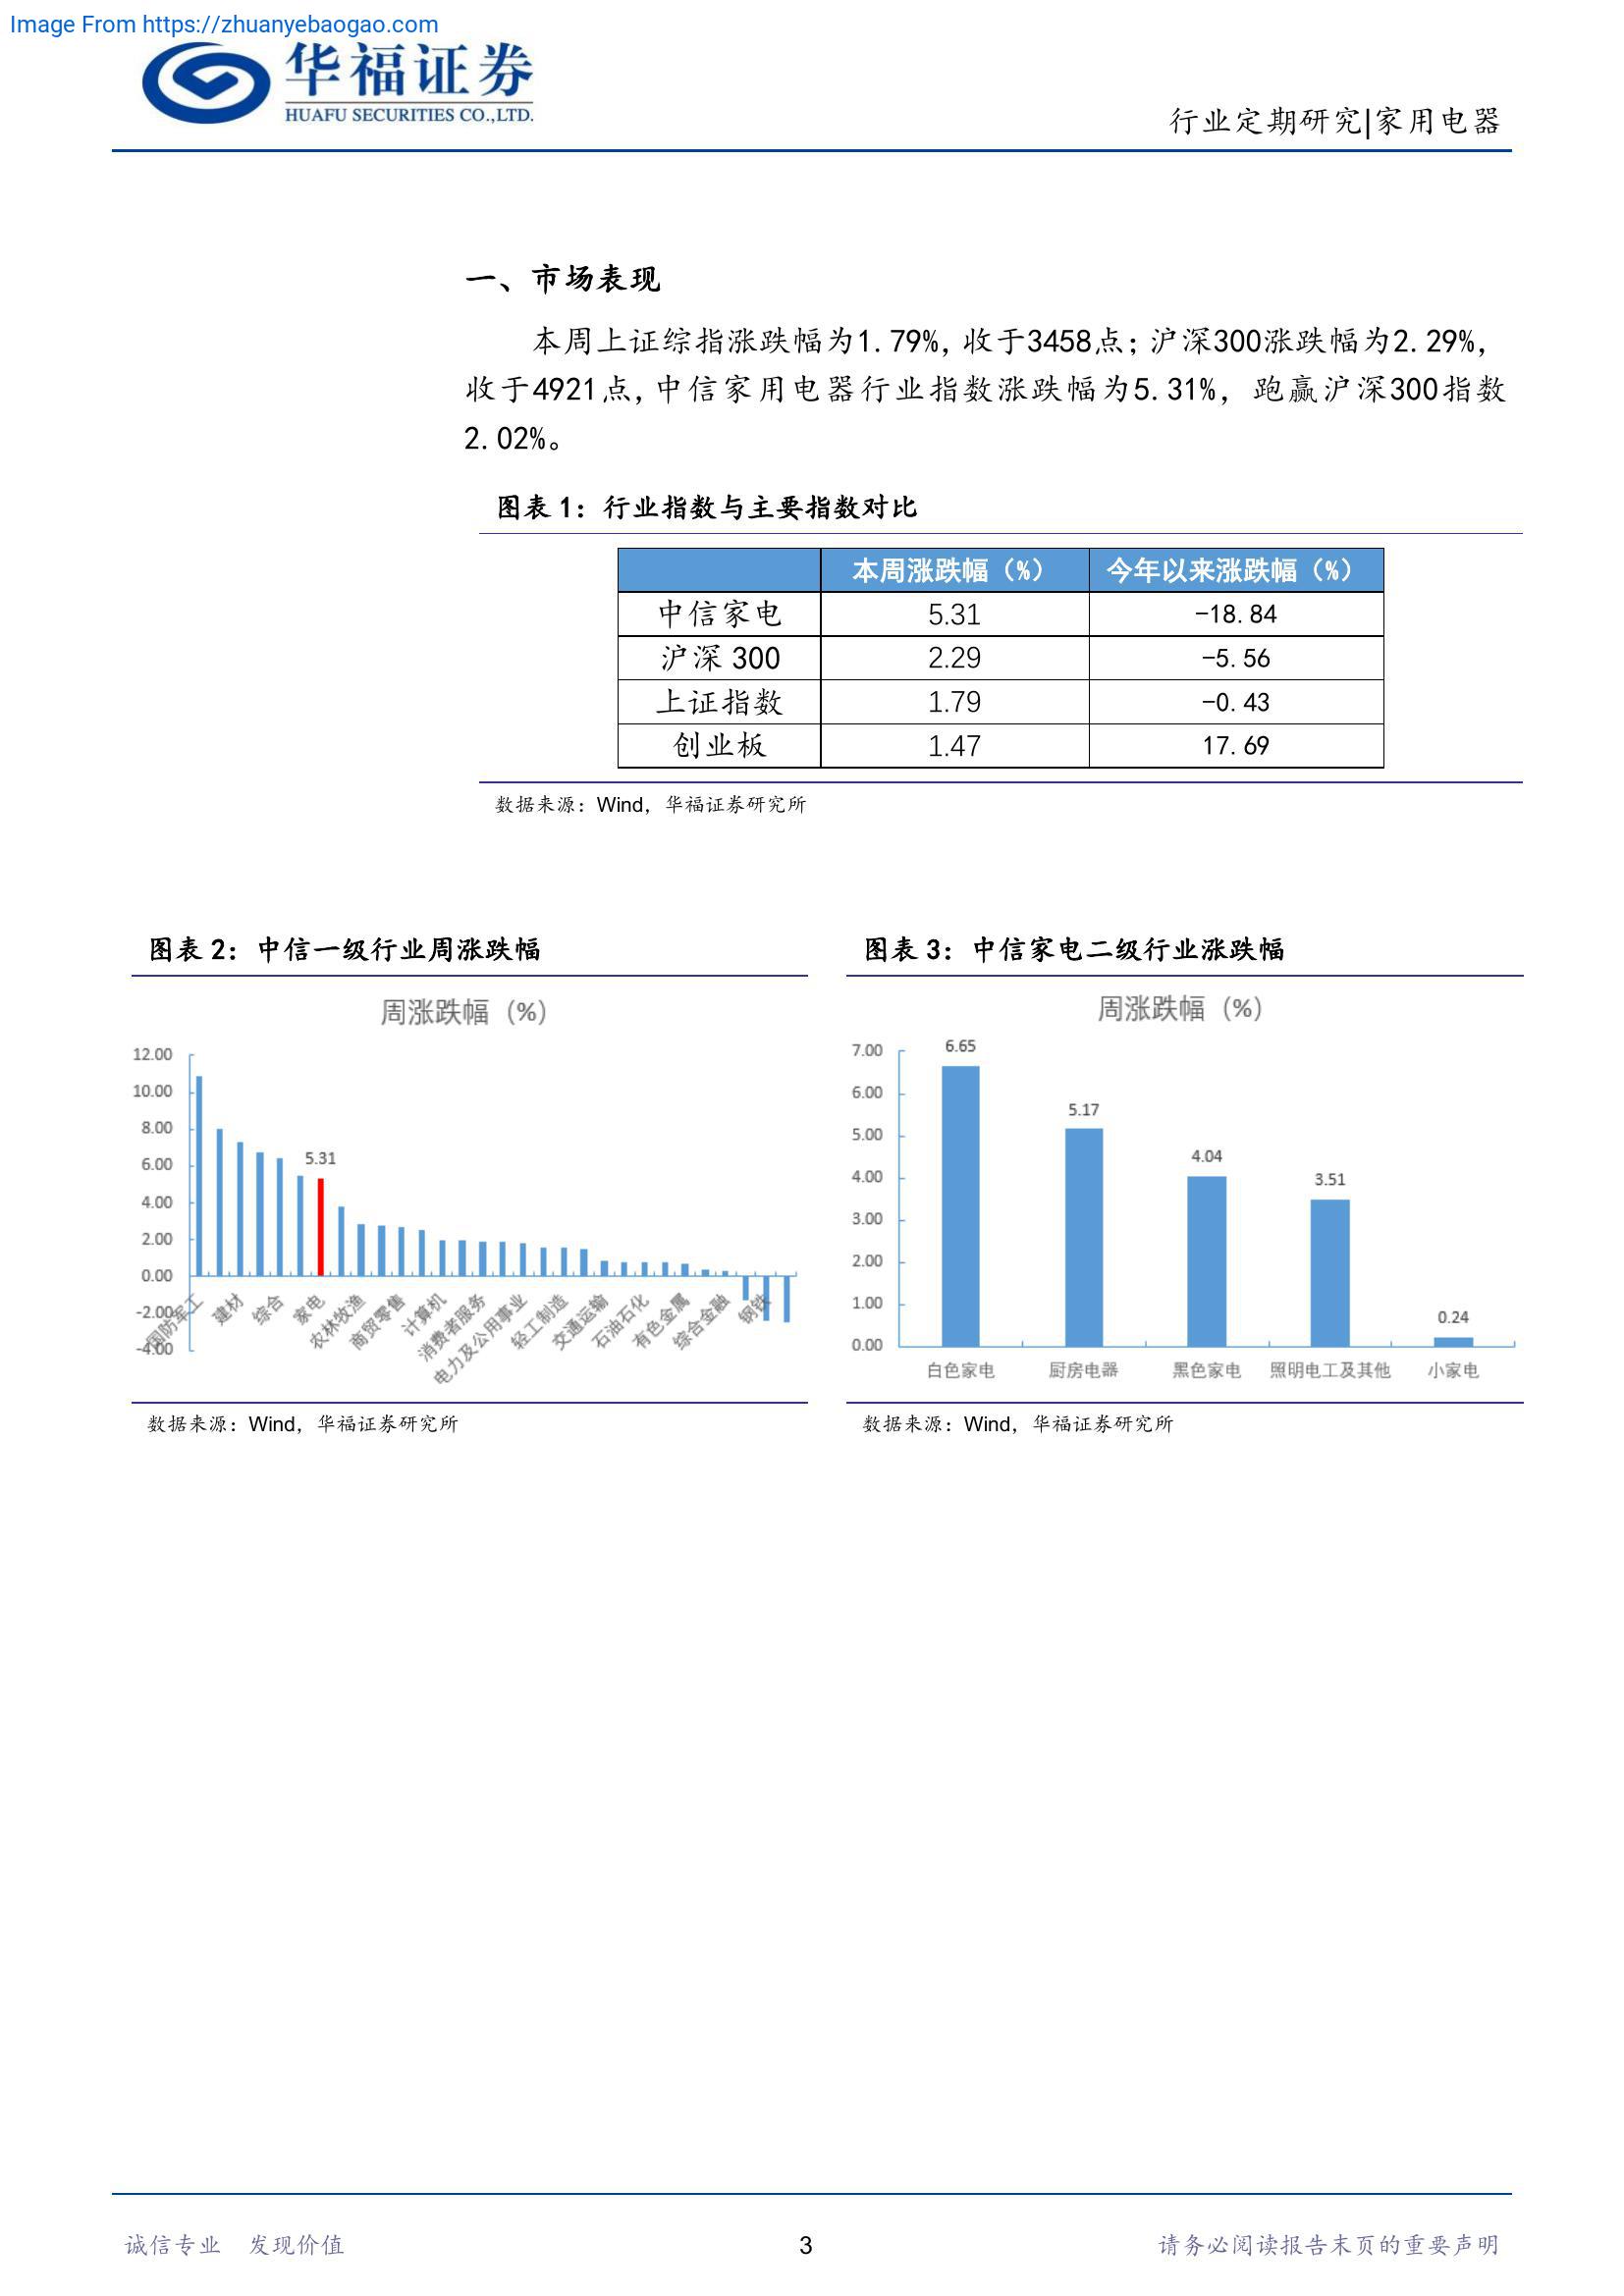 Image From https://zhuanyebaogao.com
华福证券
HUAFU SECURITIES CO.,LTD.
行业定期研究|家用电器
一、市场表现
本周上证综指涨跌幅为1.79%,收于3458点;沪深300涨跌幅为2.29%,
收于4921点,中信家用电器行业指数涨跌幅为5.31%, 跑赢沪深300指数
2.02%。
图表 1：行业指数与主要指数对比
本周涨跌幅（%） 今年以来涨跌幅（%）
中信家电 5.31 -18.84
沪深 300 2.29 -5.56
上证指数 1.79 -0.43
创业板 1.47 17.69
数据来源：Wind，华福证券研究所
图表 2：中信一级行业周涨跌幅
周涨跌幅（%）
12.00
10.00
8.00
6.00
4.00
2.00
0.00
-2.00
-4.00
5.31
国防军工 建材 综合 家电 农林牧渔 商贸零售 计算机 消费者服务 电力及公用事业 轻工制造 交通运输 石油石化 有色金属 综合金融 钢铁
数据来源：Wind，华福证券研究所
图表 3：中信家电二级行业涨跌幅
周涨跌幅（%）
7.00
6.00
5.00
4.00
3.00
2.00
1.00
0.00
6.65 5.17 4.04 3.51 0.24
白色家电 厨房电器 黑色家电 照明电工及其他 小家电
数据来源：Wind，华福证券研究所
诚信专业 发现价值 3 请务必阅读报告末页的重要声明